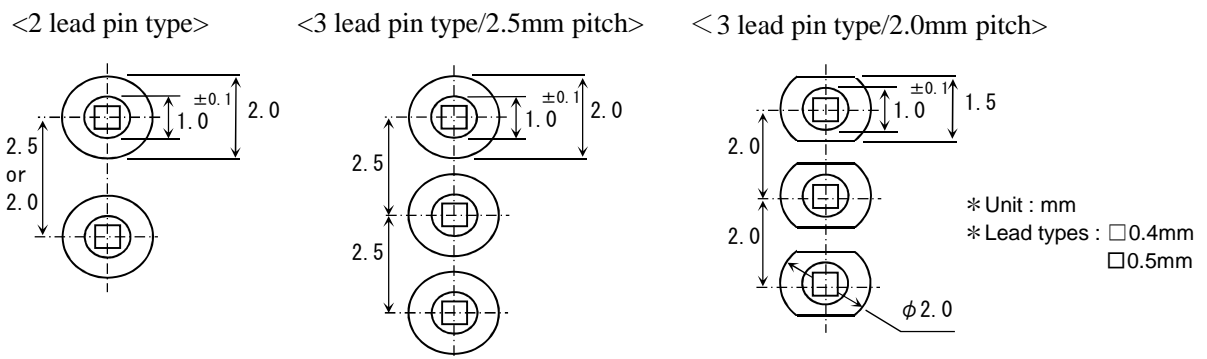 <2 lead pin type>
2.5
or
2.0
1.0 ±0.1
2.0
<3 lead pin type/2.5mm pitch>
2.5
2.5
1.0 ±0.1
2.0
＜3 lead pin type/2.0mm pitch>
2.0
2.0
1.0 ±0.1
1.5
φ2.0
＊Unit : mm
＊Lead types : □0.4mm
□0.5mm